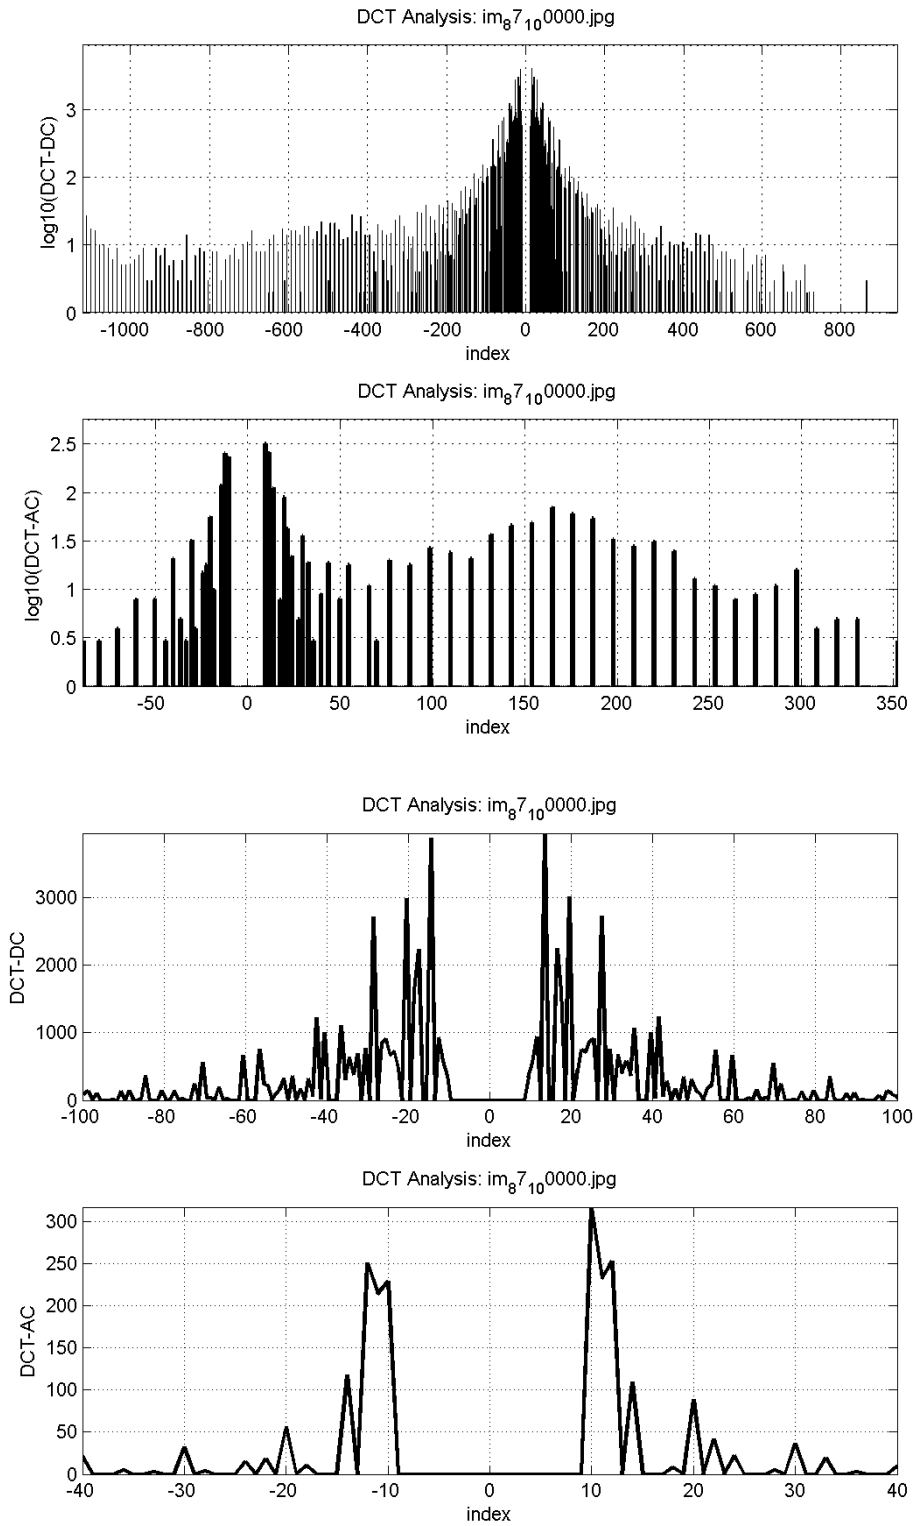 DCT Analysis: im₈7₁₀0000.jpg
log10(DCT-DC)
3
2
1
0
-1000 -800 -600 -400 -200 0 200 400 600 800
index
DCT Analysis: im₈7₁₀0000.jpg
log10(DCT-AC)
2.5
2
1.5
1
0.5
0
-50 0 50 100 150 200 250 300 350
index
DCT Analysis: im₈7₁₀0000.jpg
DCT-DC
3000
2000
1000
0
-100 -80 -60 -40 -20 0 20 40 60 80 100
index
DCT Analysis: im₈7₁₀0000.jpg
DCT-AC
300
250
200
150
100
50
0
-40 -30 -20 -10 0 10 20 30 40
index